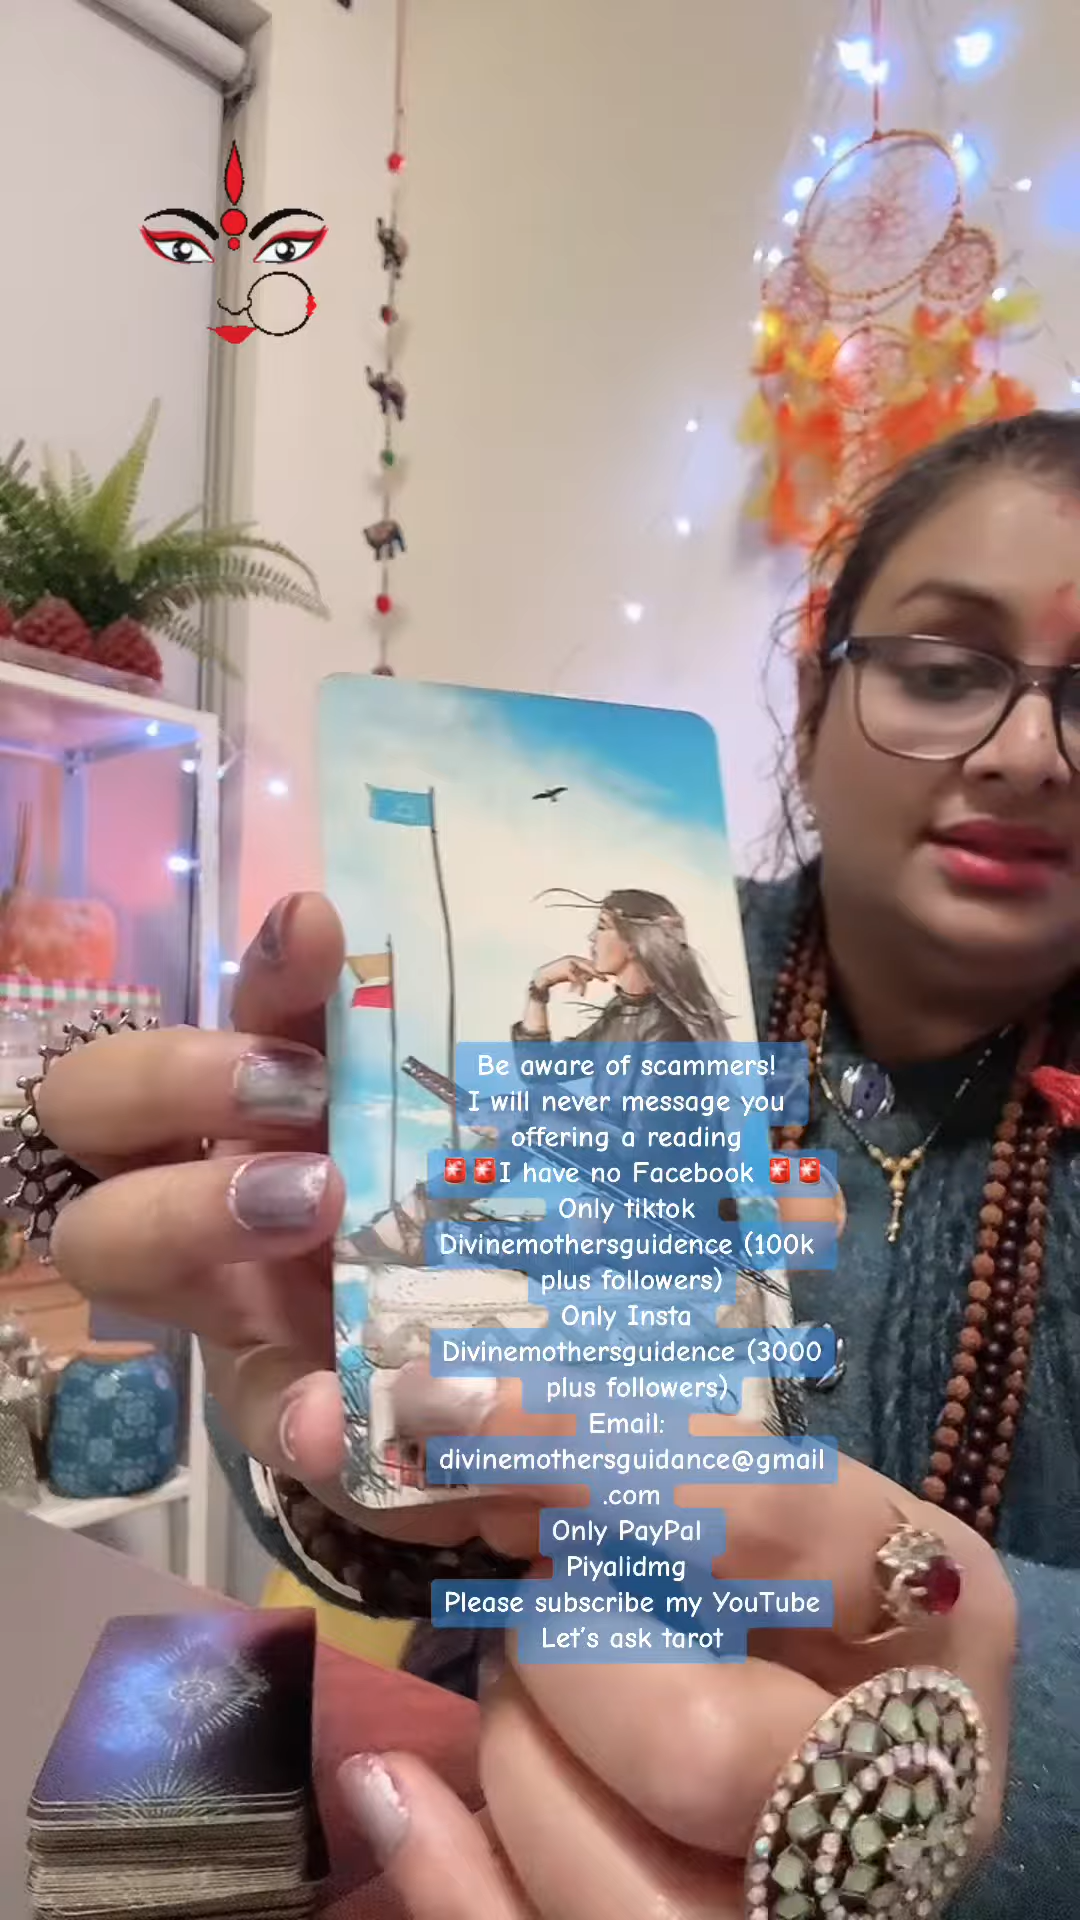 Be aware of scammers!
I will never message you
offering a reading
🚨🚨I have no Facebook 🚨🚨
Only tiktok
Divinemothersguidence (100k
plus followers)
Only Insta
Divinemothersguidence (3000
plus followers)
Email:
divinemothersguidance@gmail
.com
Only PayPal
Piyalidmg
Please subscribe my YouTube
Let's ask tarot